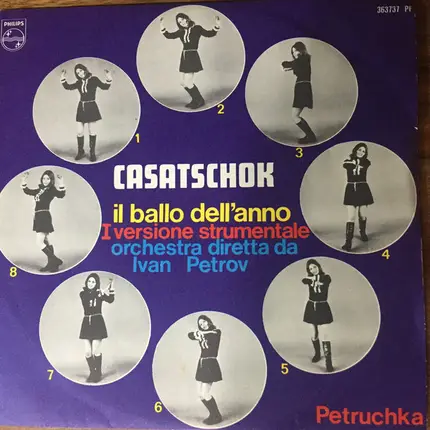 PHILIPS
363737 PF
1
2
3
CASATSCHOK
il ballo dell'anno
I versione strumentale
orchestra diretta da
Ivan Petrov
4
8
7
6
5
Petruchka